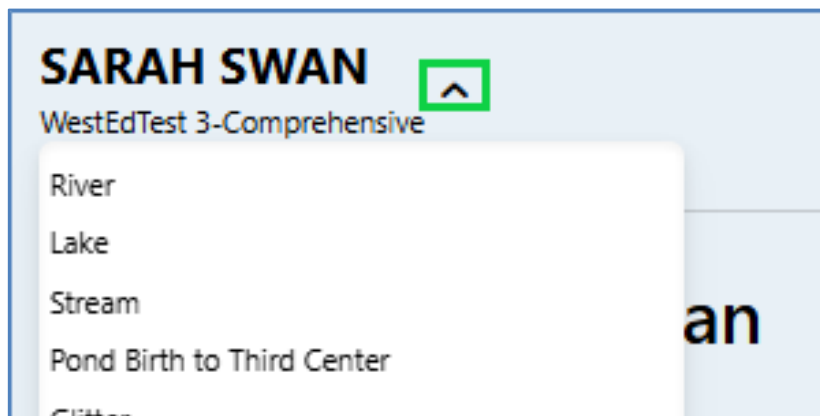 SARAH SWAN
WestEdTest 3-Comprehensive
River
Lake
Stream
an
Pond Birth to Third Center